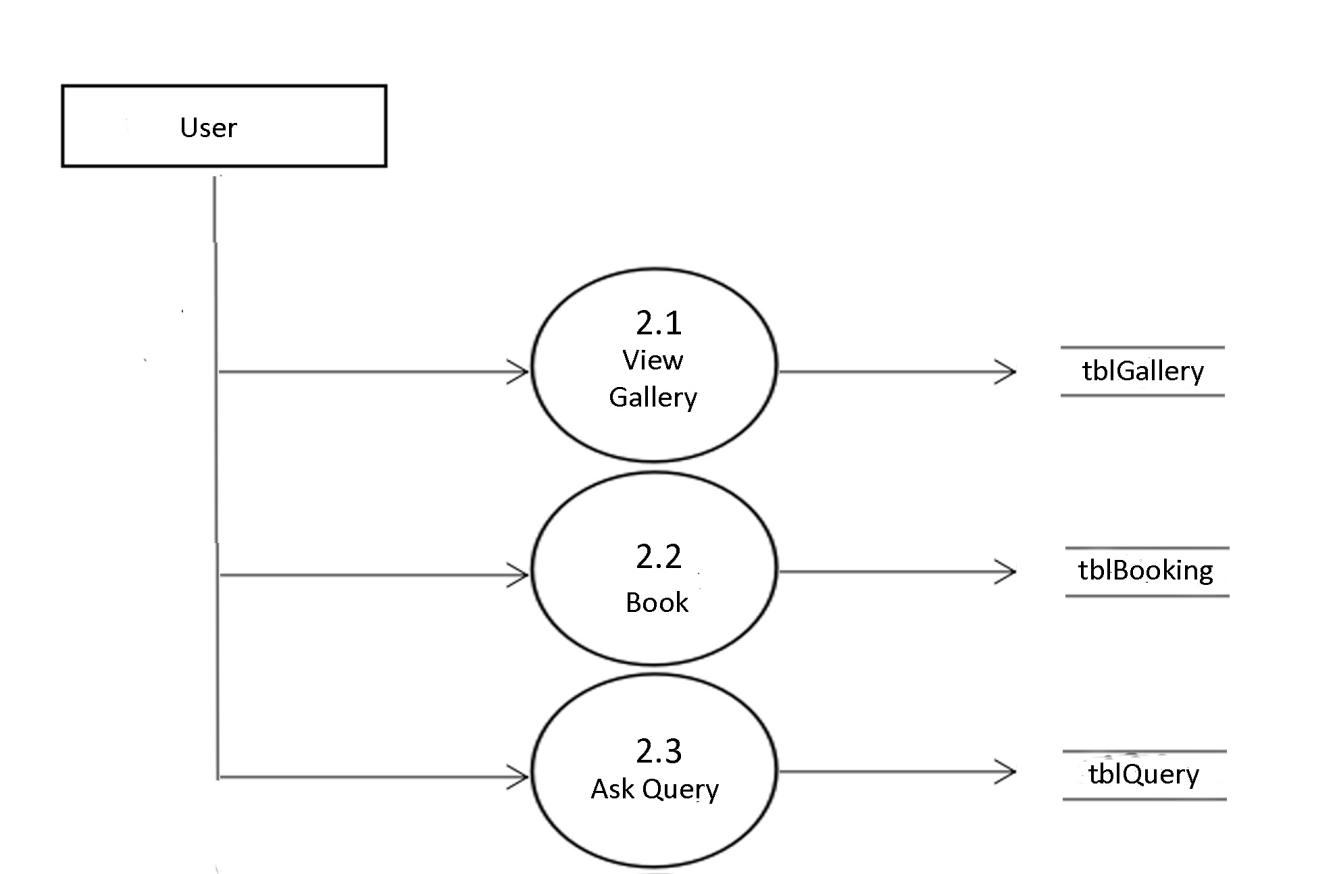 User
2.1
View
Gallery
tblGallery
2.2
Book
tblBooking
2.3
Ask Query
tblQuery